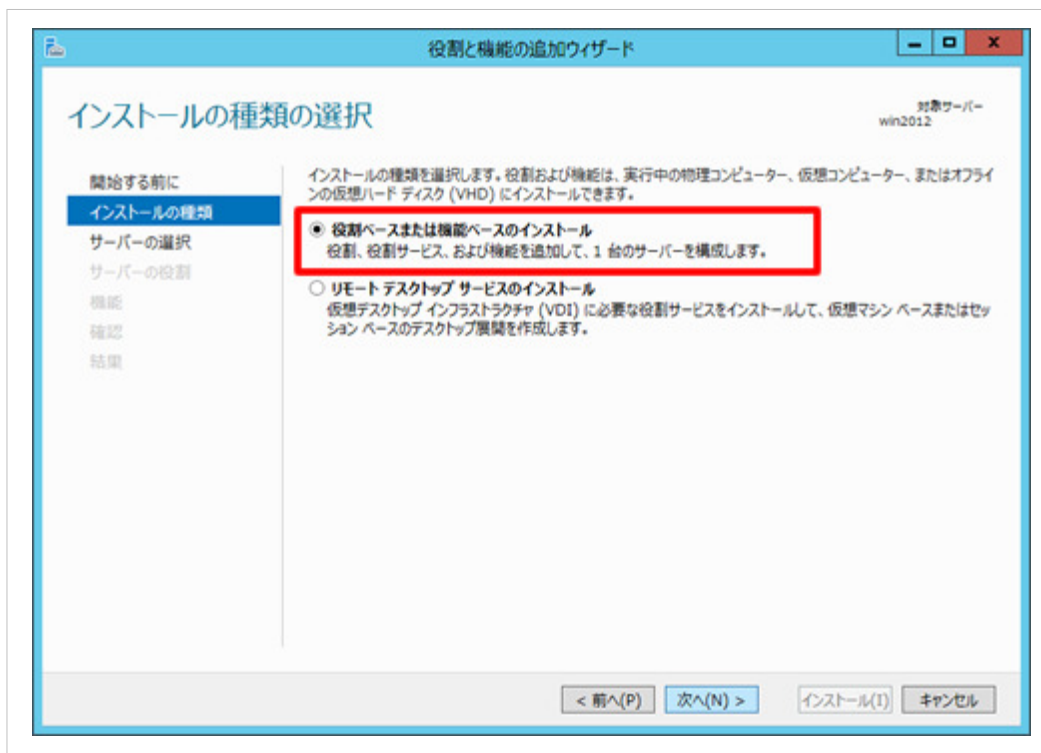 役割と機能の追加ウィザード
インストールの種類の選択
対象サーバー
win2012
開始する前に
インストールの種類
サーバーの選択
サーバーの役割
機能
確認
結果
インストールの種類を選択します。役割および機能は、実行中の物理コンピューター、仮想コンピューター、またはオフライ
ンの仮想ハード ディスク (VHD) にインストールできます。
役割ベースまたは機能ベースのインストール
役割、役割サービス、および機能を追加して、1 台のサーバーを構成します。
リモート デスクトップ サービスのインストール
仮想デスクトップ インフラストラクチャ (VDI) に必要な役割サービスをインストールして、仮想マシン ベースまたはセッ
ション ベースのデスクトップ展開を作成します。
< 前へ(P)
次へ(N) >
インストール(I)
キャンセル